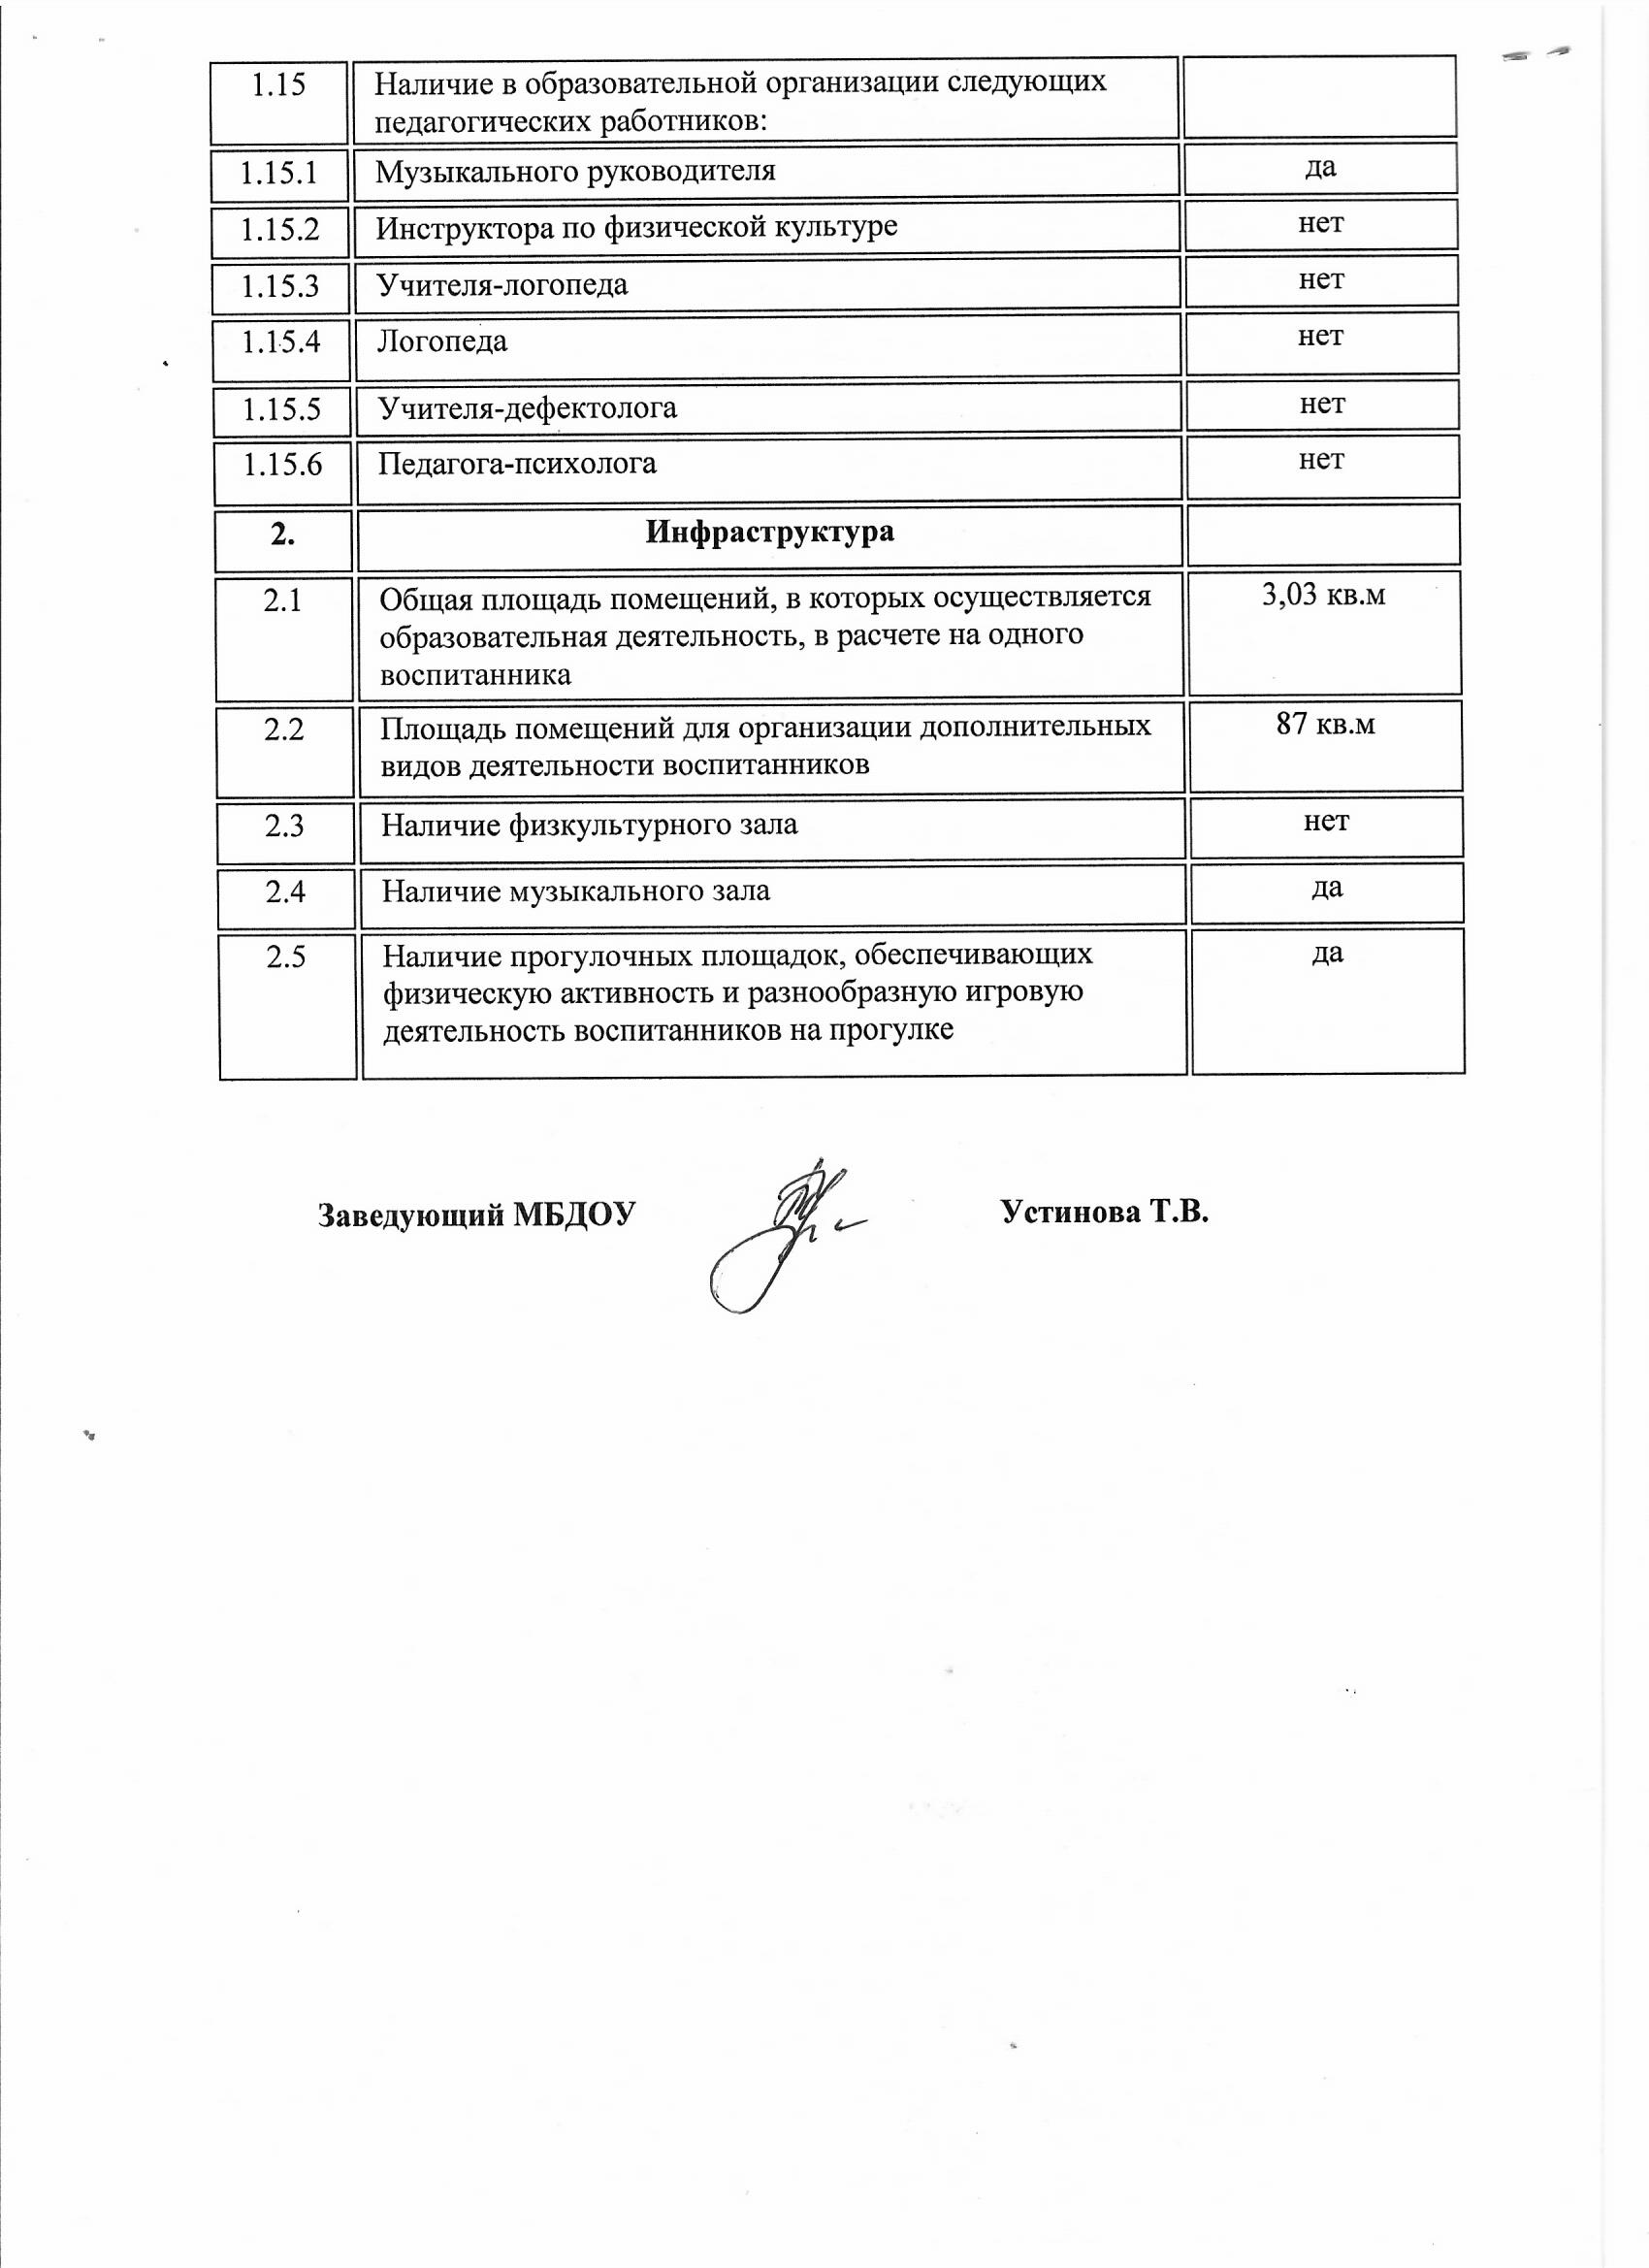 1.15 Наличие в образовательной организации следующих
педагогических работников:
1.15.1 Музыкального руководителя да
1.15.2 Инструктора по физической культуре нет
1.15.3 Учителя-логопеда нет
1.15.4 Логопеда нет
1.15.5 Учителя-дефектолога нет
1.15.6 Педагога-психолога нет
2. Инфраструктура
2.1 Общая площадь помещений, в которых осуществляется 3,03 кв.м
образовательная деятельность, в расчете на одного
воспитанника
2.2 Площадь помещений для организации дополнительных 87 кв.м
видов деятельности воспитанников
2.3 Наличие физкультурного зала нет
2.4 Наличие музыкального зала да
2.5 Наличие прогулочных площадок, обеспечивающих да
физическую активность и разнообразную игровую
деятельность воспитанников на прогулке
Заведующий МБДОУ Устинова Т.В.